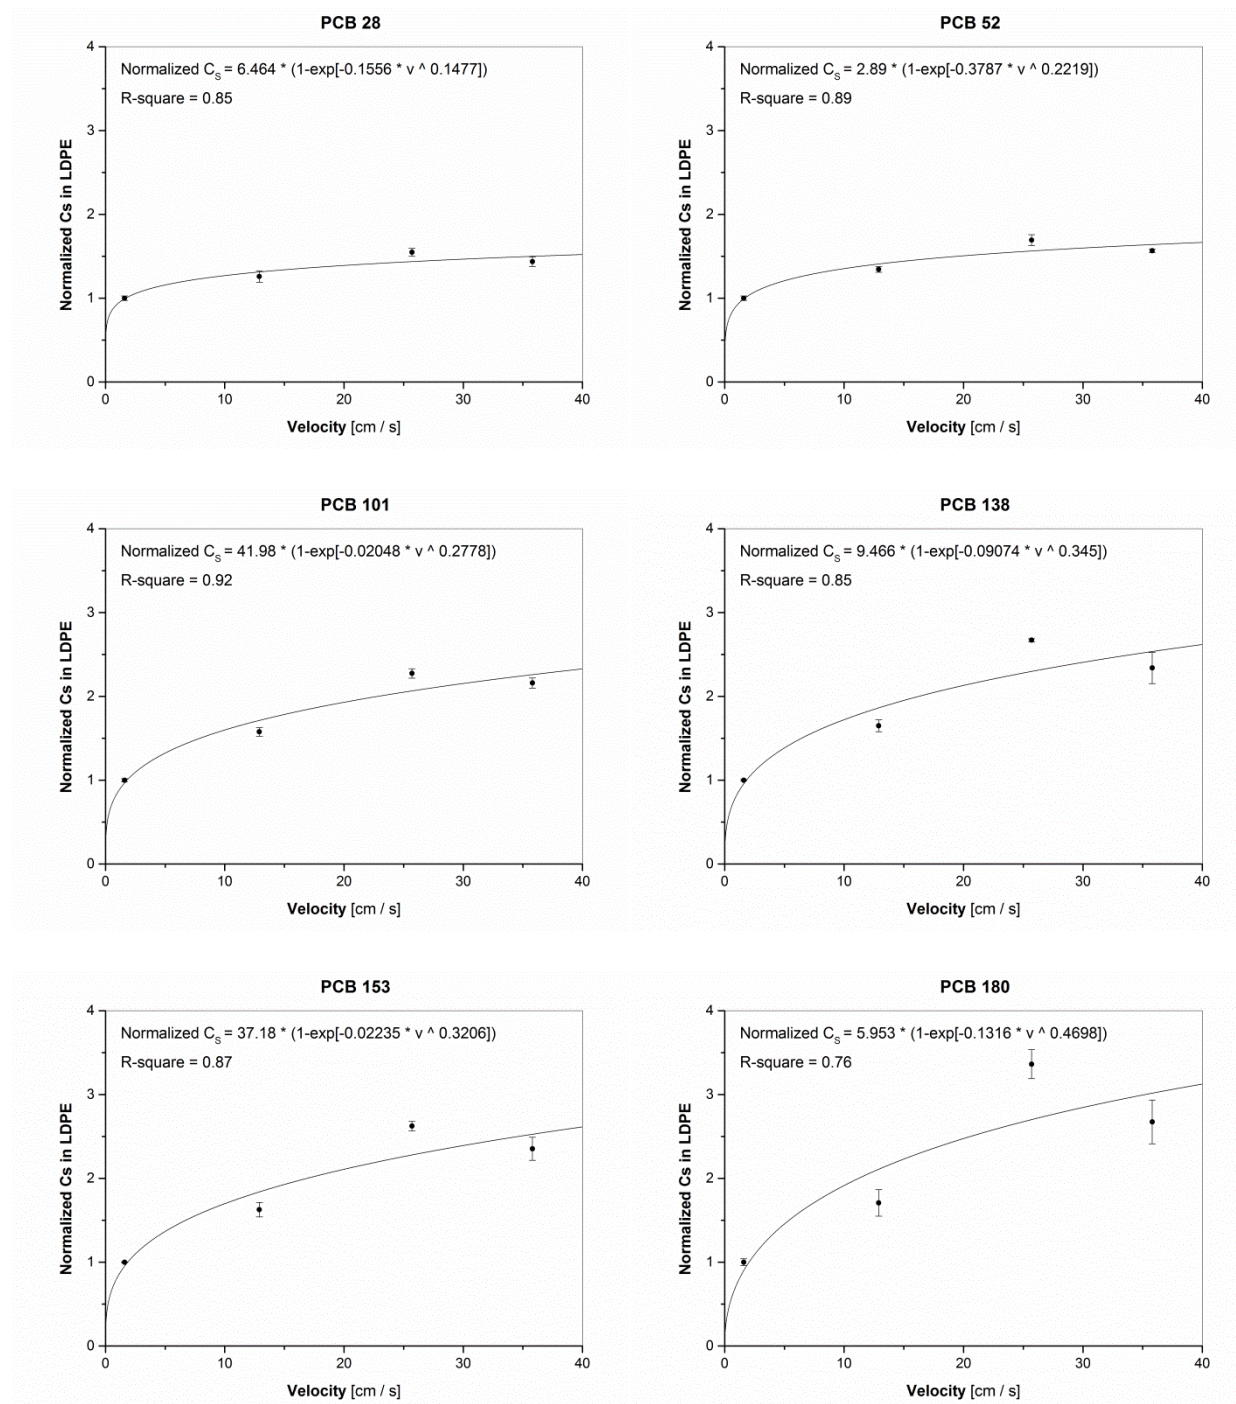 PCB 28
Normalized Cs in LDPE
4
3
2
1
0
Normalized C_S = 6.464 * (1-exp[-0.1556 * v ^ 0.1477])
R-square = 0.85
0 10 20 30 40
Velocity [cm / s]
PCB 52
Normalized Cs in LDPE
4
3
2
1
0
Normalized C_S = 2.89 * (1-exp[-0.3787 * v ^ 0.2219])
R-square = 0.89
0 10 20 30 40
Velocity [cm / s]
PCB 101
Normalized Cs in LDPE
4
3
2
1
0
Normalized C_S = 41.98 * (1-exp[-0.02048 * v ^ 0.2778])
R-square = 0.92
0 10 20 30 40
Velocity [cm / s]
PCB 138
Normalized Cs in LDPE
4
3
2
1
0
Normalized C_S = 9.466 * (1-exp[-0.09074 * v ^ 0.345])
R-square = 0.85
0 10 20 30 40
Velocity [cm / s]
PCB 153
Normalized Cs in LDPE
4
3
2
1
0
Normalized C_S = 37.18 * (1-exp[-0.02235 * v ^ 0.3206])
R-square = 0.87
0 10 20 30 40
Velocity [cm / s]
PCB 180
Normalized Cs in LDPE
4
3
2
1
0
Normalized C_S = 5.953 * (1-exp[-0.1316 * v ^ 0.4698])
R-square = 0.76
0 10 20 30 40
Velocity [cm / s]